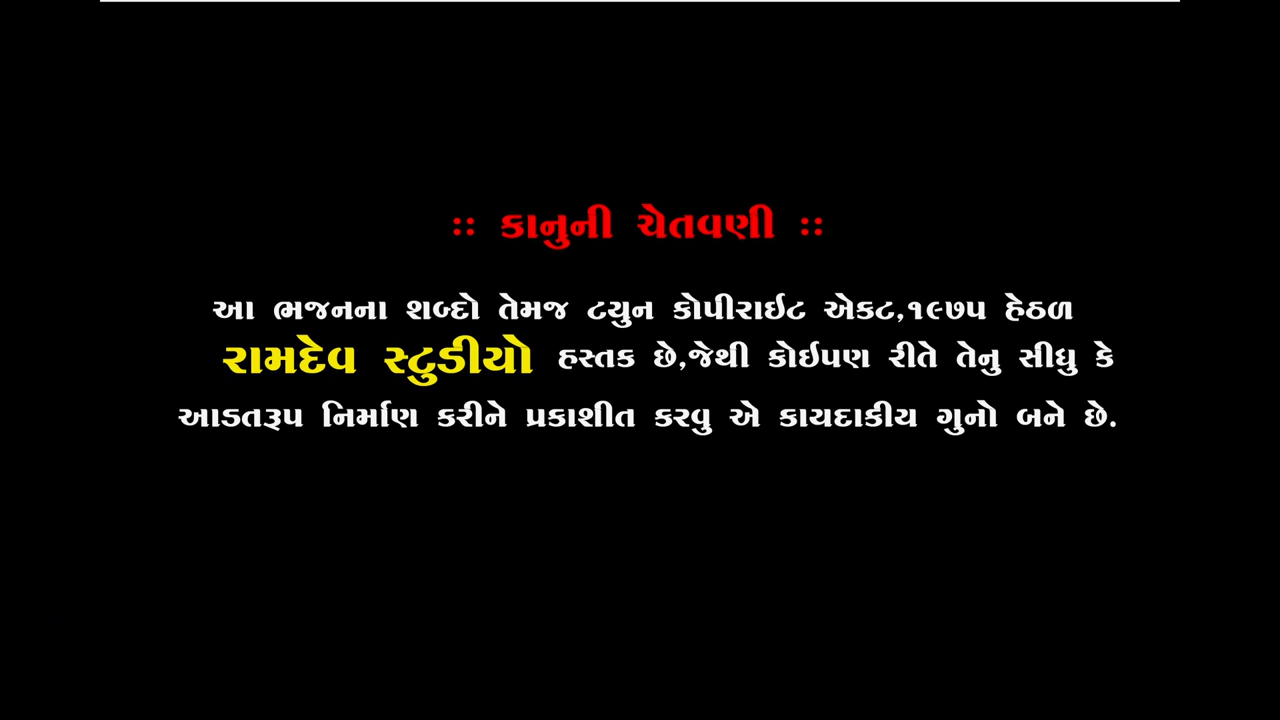 :: કાનુની ચેતવણી ::
આ ભજનના શબ્દો તેમજ ટયુન કોપીરાઈટ એકટ,૧૯૭૫ હેઠળ
રામદેવ સ્ટુડીયો હસ્તક છે,જેથી કોઈપણ રીતે તેનુ સીધુ કે
આડતરૂપ નિર્માણ કરીને પ્રકાશીત કરવુ એ કાયદાકીય ગુનો બને છે.